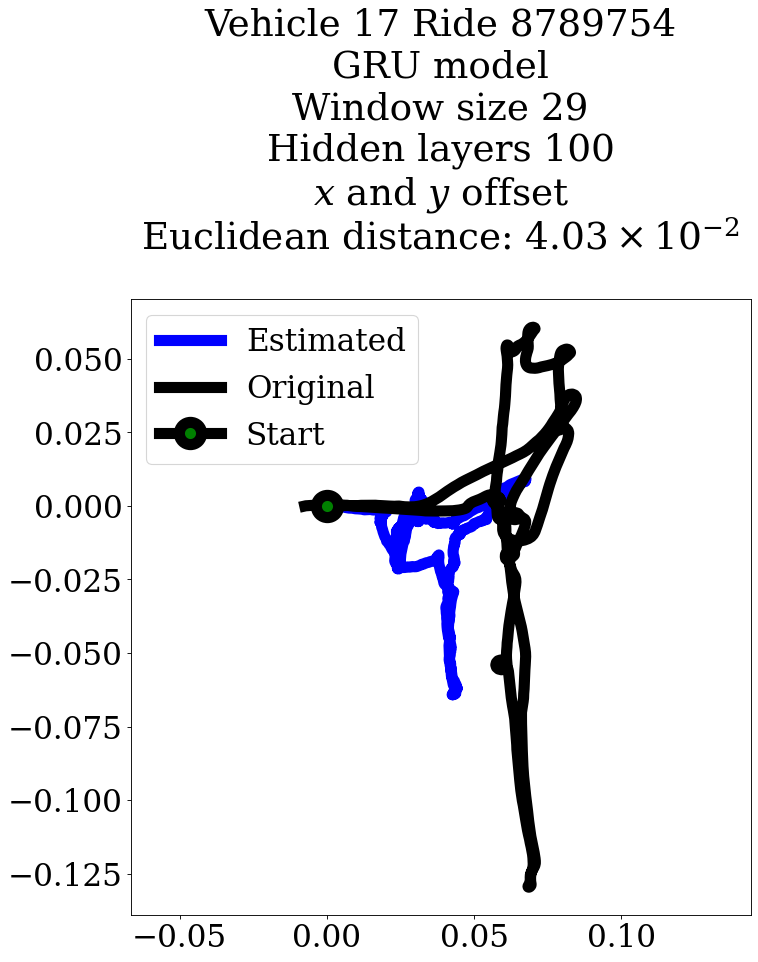 Vehicle 17 Ride 8789754
GRU model
Window size 29
Hidden layers 100
x and y offset
Euclidean distance: 4.03 × 10⁻²
Estimated
Original
Start
0.050
0.025
0.000
−0.025
−0.050
−0.075
−0.100
−0.125
−0.05 0.00 0.05 0.10